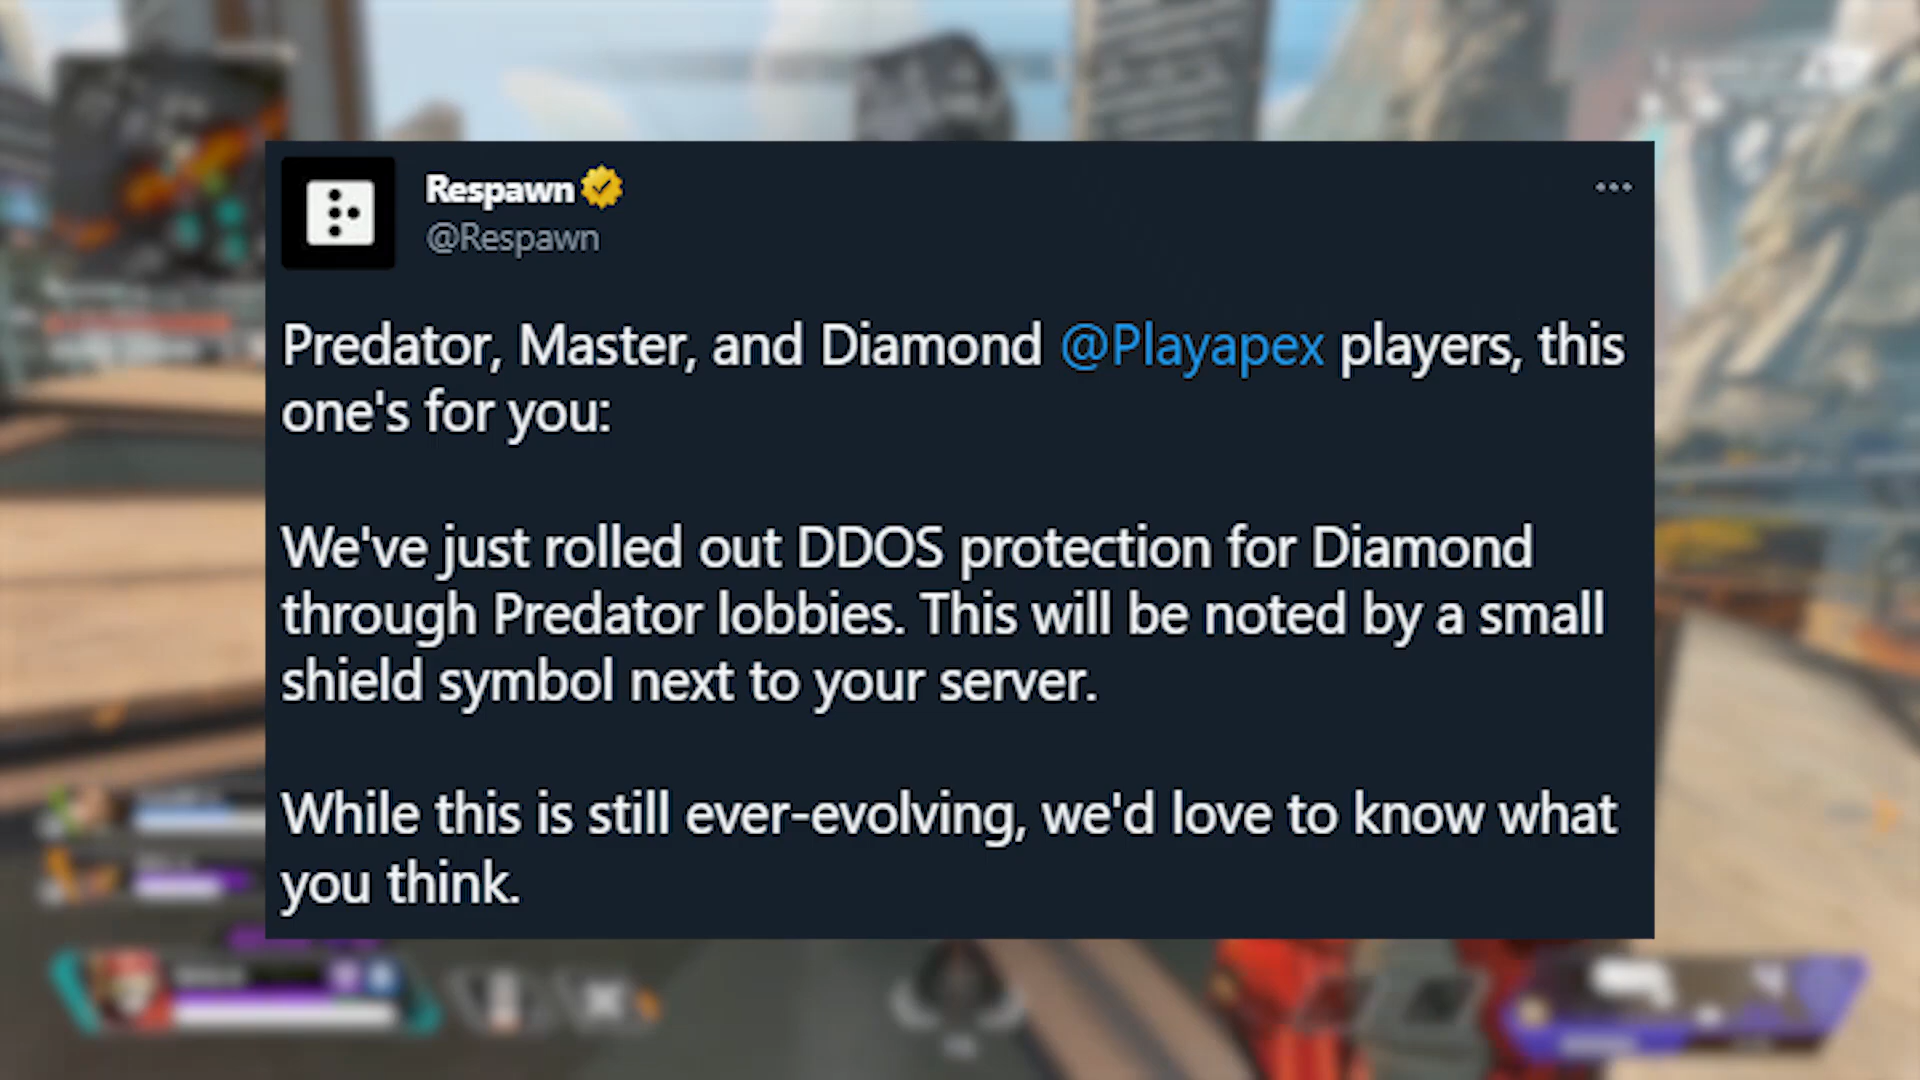 Respawn
@Respawn
Predator, Master, and Diamond @Playapex players, this
one's for you:
We've just rolled out DDOS protection for Diamond
through Predator lobbies. This will be noted by a small
shield symbol next to your server.
While this is still ever-evolving, we'd love to know what
you think.